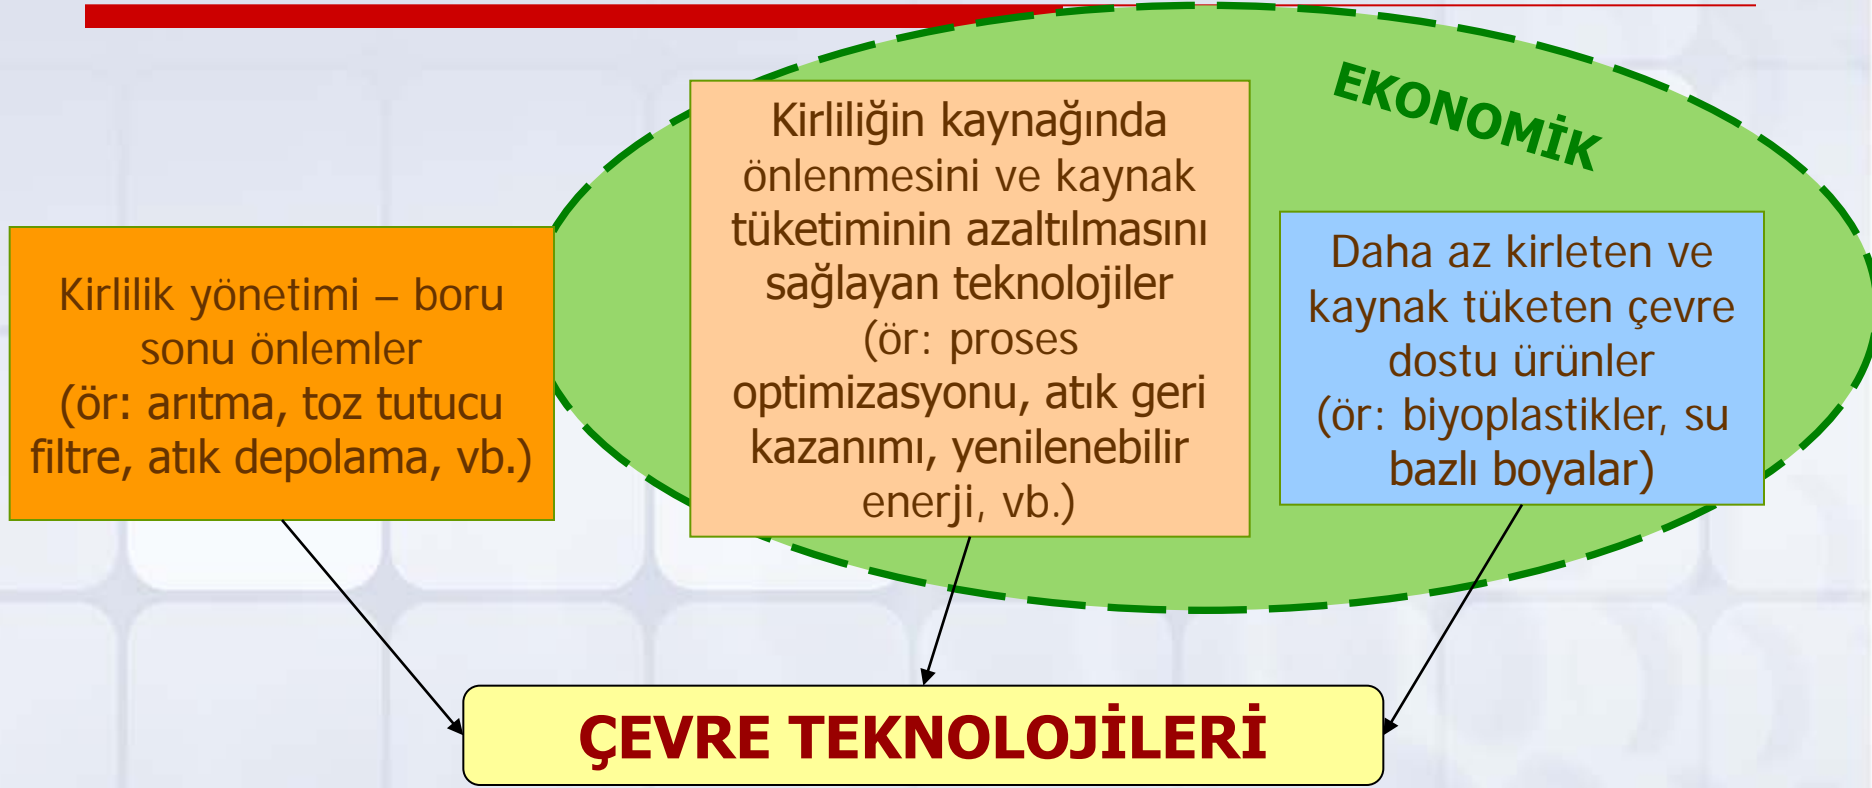 EKONOMİK
Kirlilik yönetimi – boru
sonu önlemler
(ör: arıtma, toz tutucu
filtre, atık depolama, vb.)
Kirliliğin kaynağında
önlenmesini ve kaynak
tüketiminin azaltılmasını
sağlayan teknolojiler
(ör: proses
optimizasyonu, atık geri
kazanımı, yenilenebilir
enerji, vb.)
Daha az kirleten ve
kaynak tüketen çevre
dostu ürünler
(ör: biyoplastikler, su
bazlı boyalar)
ÇEVRE TEKNOLOJİLERİ